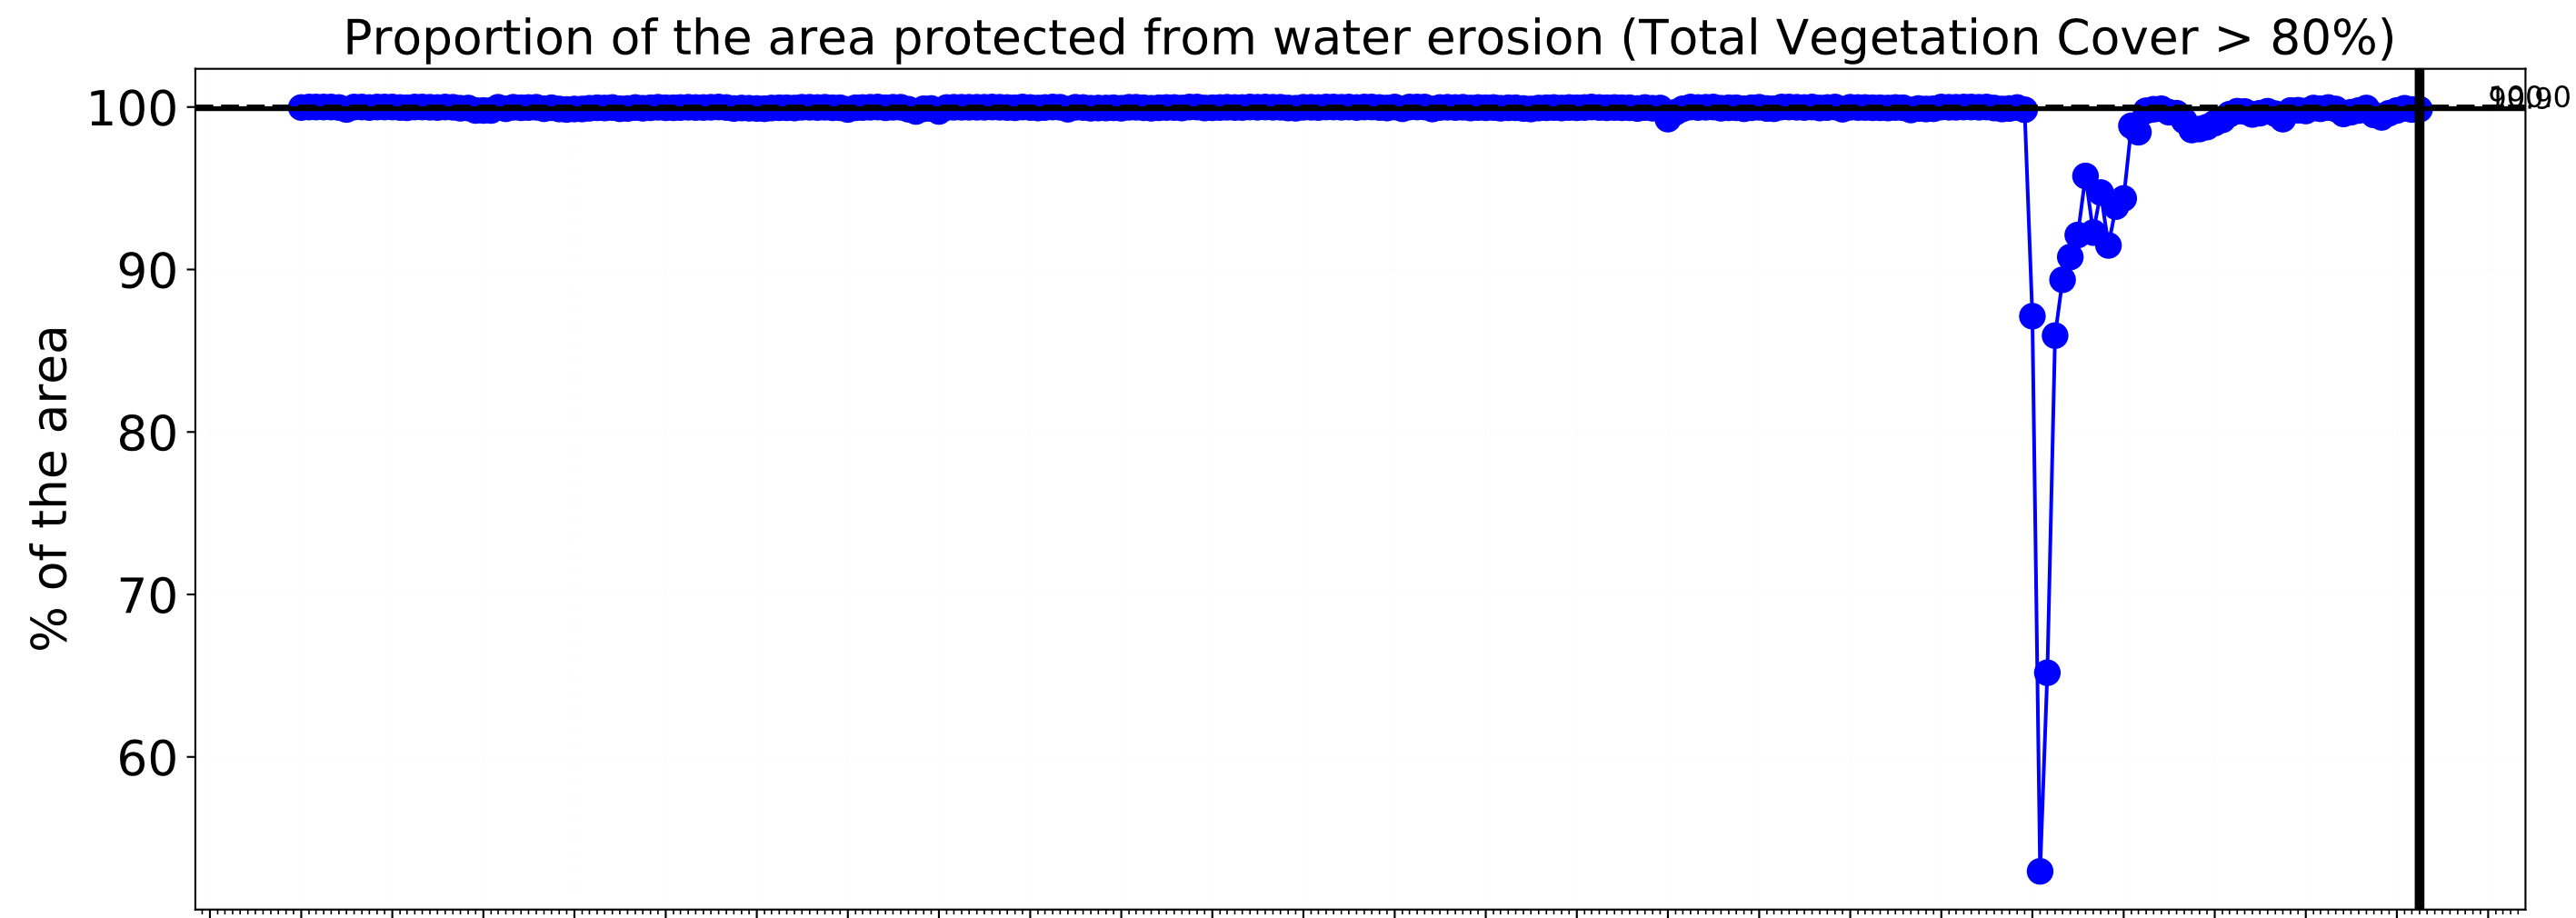 Proportion of the area protected from water erosion (Total Vegetation Cover > 80%)
100
90
80
70
60
% of the area